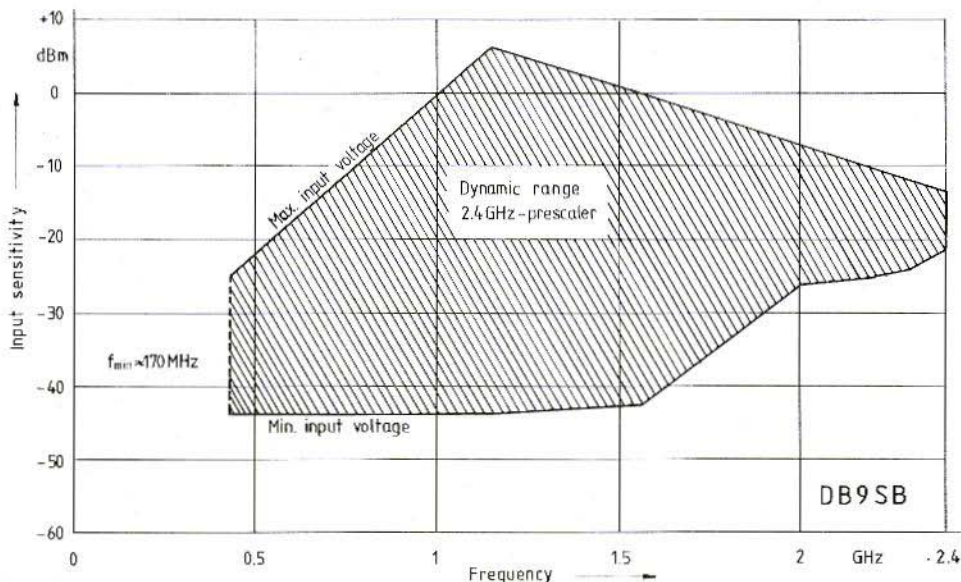 +10
dBm
0
-10
-20
-30
-40
-50
-60
Input sensitivity
Max. input voltage
Dynamic range
2.4 GHz-prescaler
fmin ≈ 170 MHz
Min. input voltage
DB9SB
0 0.5 1 1.5 2 GHz 2.4
Frequency